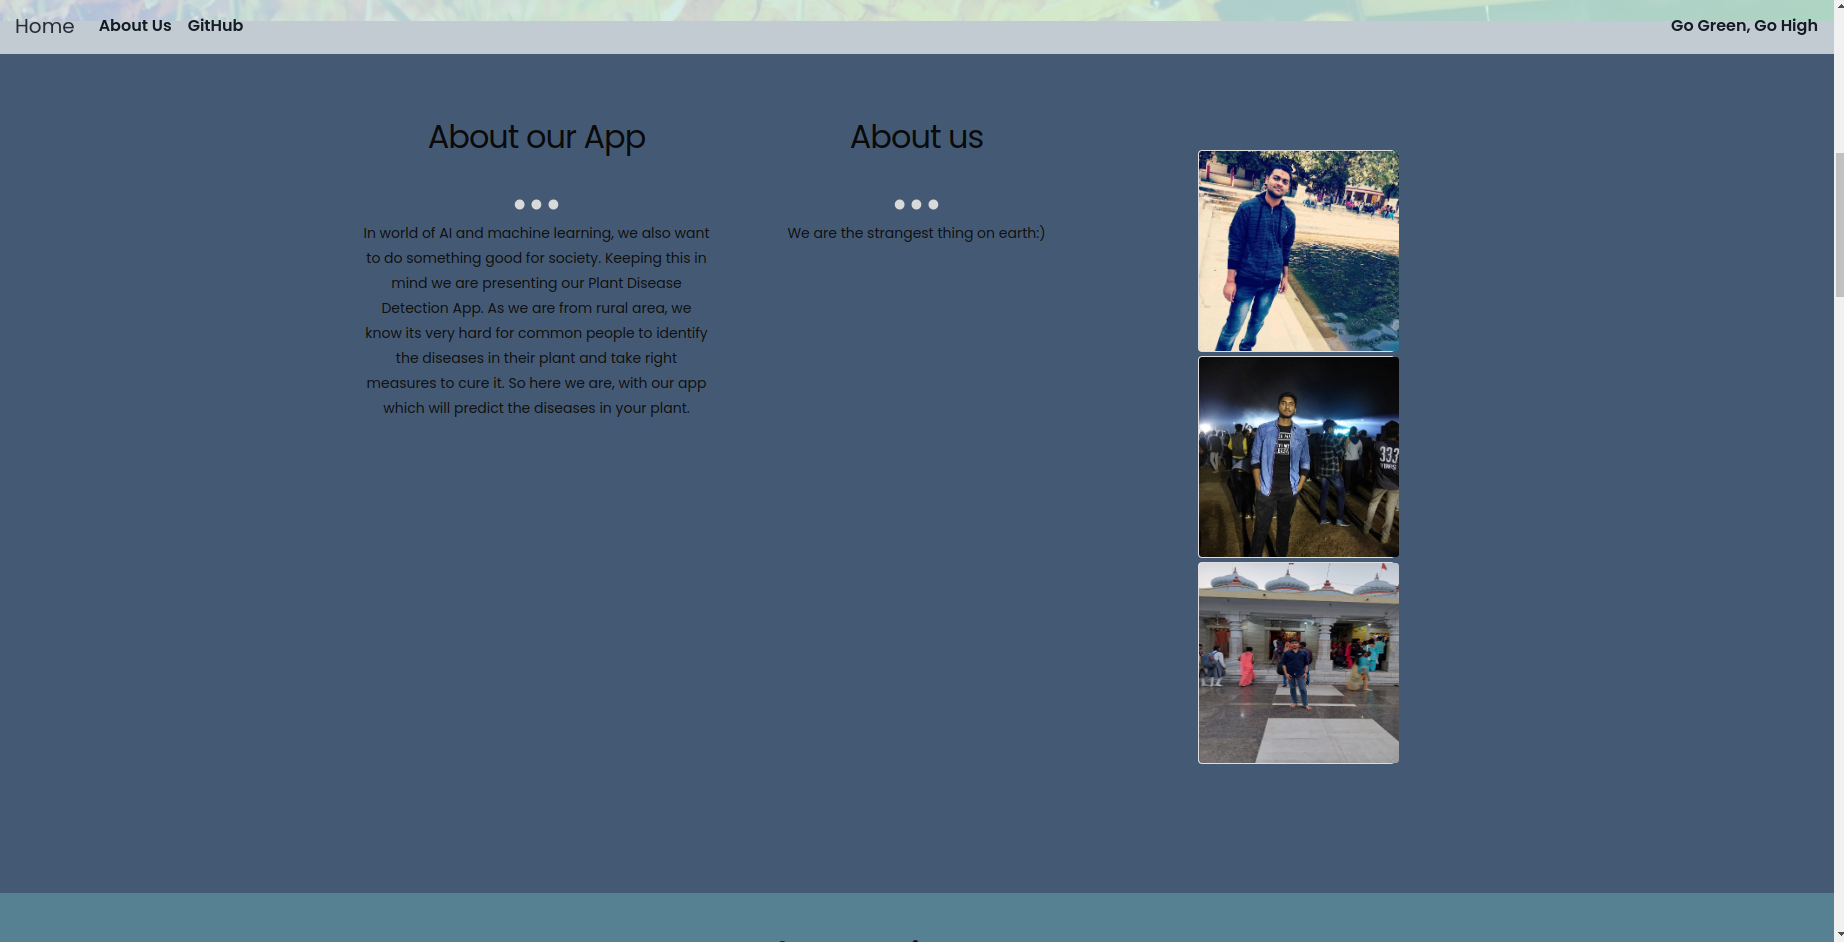 Home About Us GitHub Go Green, Go High
About our App
In world of AI and machine learning, we also want
to do something good for society. Keeping this in
mind we are presenting our Plant Disease
Detection App. As we are from rural area, we
know its very hard for common people to identify
the diseases in their plant and take right
measures to cure it. So here we are, with our app
which will predict the diseases in your plant.
About us
We are the strangest thing on earth:)
333